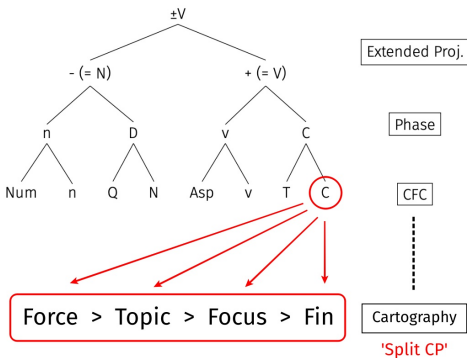 ±V
Extended Proj.
- (= N) + (= V)
n D v C
Phase
Num n Q N Asp v T C
CFC
Force > Topic > Focus > Fin
Cartography
'Split CP'